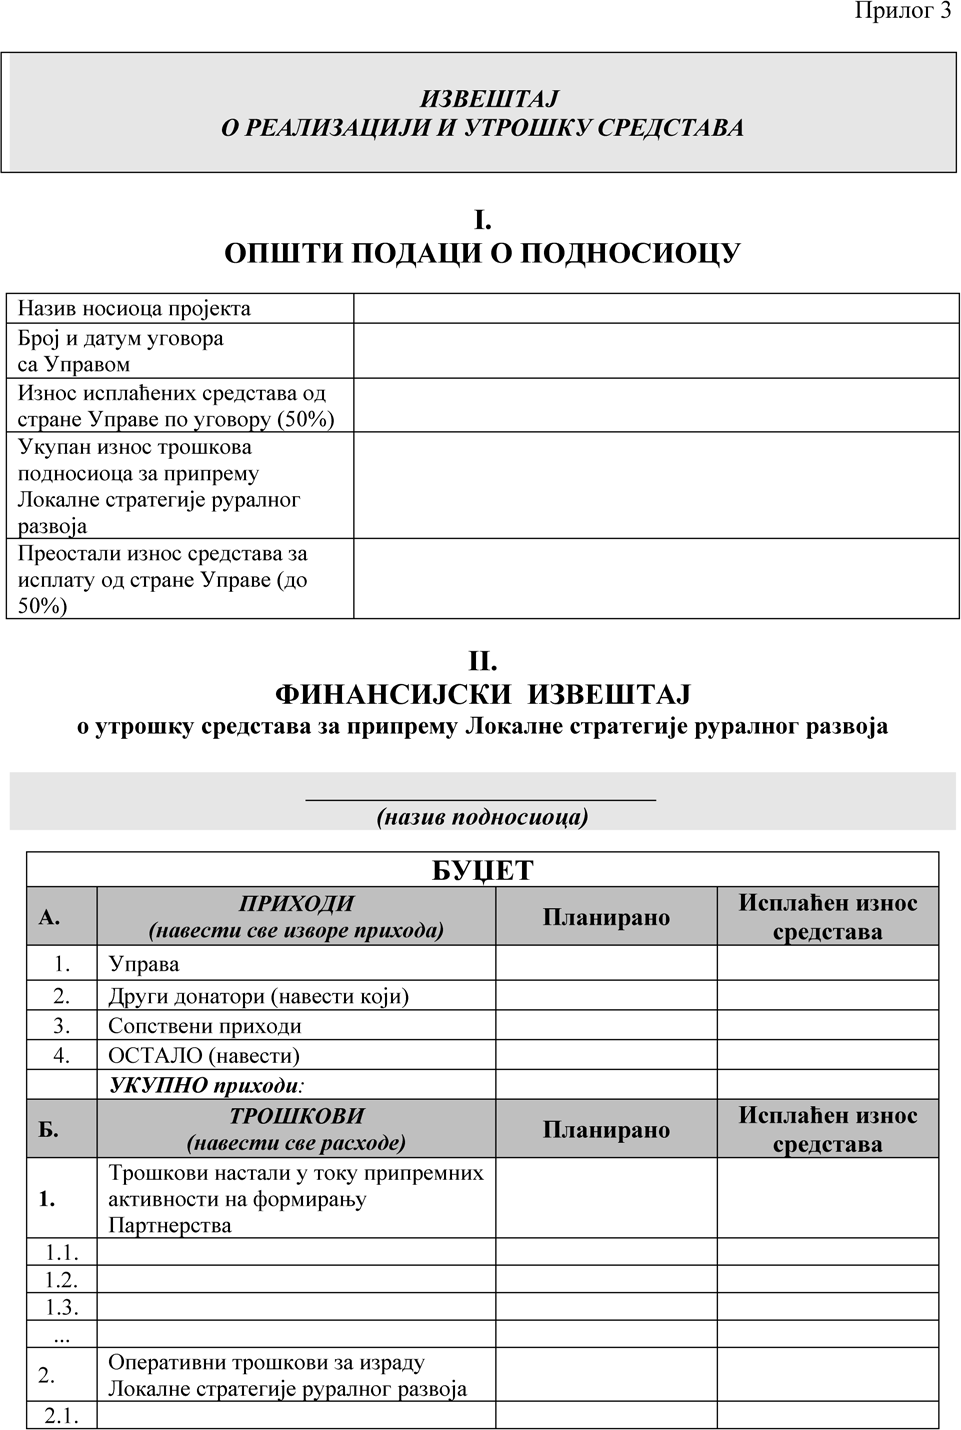 Прилог 3
ИЗВЕШТАЈ
О РЕАЛИЗАЦИЈИ И УТРОШКУ СРЕДСТАВА
I.
ОПШТИ ПОДАЦИ О ПОДНОСИОЦУ
Назив носиоца пројекта
Број и датум уговора
са Управом
Износ исплаћених средстава од
стране Управе по уговору (50%)
Укупан износ трошкова
подносиоца за припрему
Локалне стратегије руралног
развоја
Преостали износ средстава за
исплату од стране Управе (до
50%)
II.
ФИНАНСИЈСКИ ИЗВЕШТАЈ
о утрошку средстава за припрему Локалне стратегије руралног развоја
(назив подносиоца)
БУЏЕТ
А. ПРИХОДИ (навести све изворе прихода) Планирано Исплаћен износ средстава
1. Управа
2. Други донатори (навести који)
3. Сопствени приходи
4. ОСТАЛО (навести)
УКУПНО приходи:
Б. ТРОШКОВИ (навести све расходе) Планирано Исплаћен износ средстава
1. Трошкови настали у току припремних
активности на формирању
Партнерства
1.1.
1.2.
1.3.
...
2. Оперативни трошкови за израду
Локалне стратегије руралног развоја
2.1.